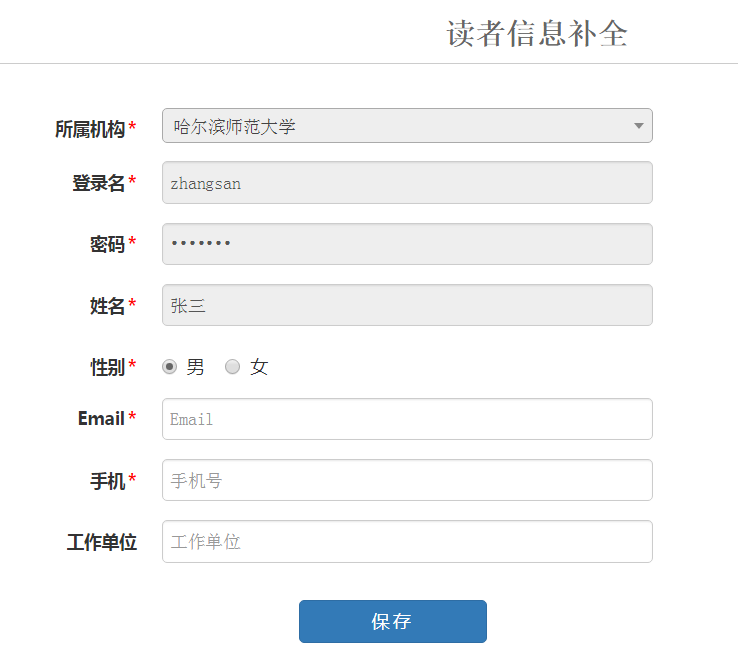 读者信息补全
所属机构* 哈尔滨师范大学
登录名* zhangsan
密码* •••••••
姓名* 张三
性别* 男 女
Email* Email
手机* 手机号
工作单位 工作单位
保存